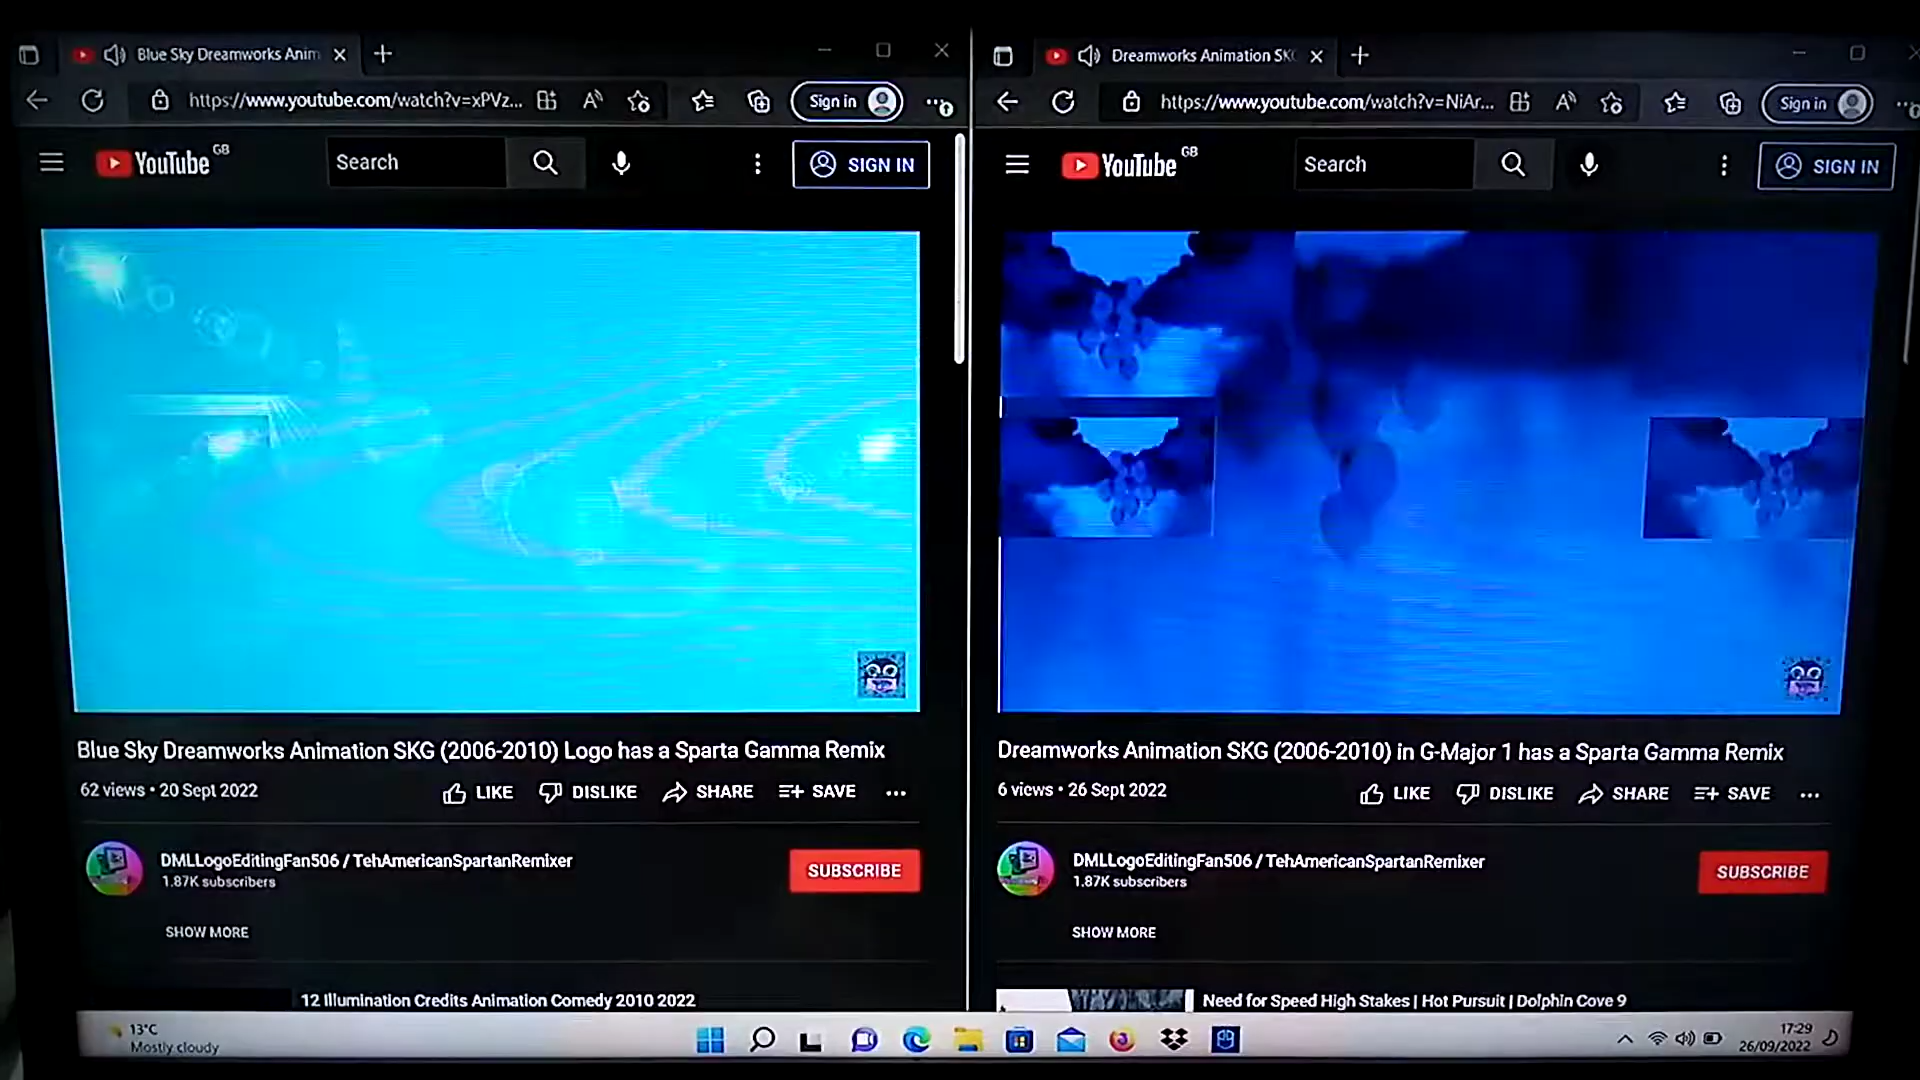 Blue Sky Dreamworks Anim
https://www.youtube.com/watch?v=xPVz...
Sign in
YouTube GB
Search
SIGN IN
Blue Sky Dreamworks Animation SKG (2006-2010) Logo has a Sparta Gamma Remix
62 views • 20 Sept 2022
LIKE
DISLIKE
SHARE
SAVE
DMLLogoEditingFan506 / TehAmericanSpartanRemixer
1.87K subscribers
SUBSCRIBE
SHOW MORE
12 Illumination Credits Animation Comedy 2010 2022
Dreamworks Animation SK
https://www.youtube.com/watch?v=NiAr...
Sign in
YouTube GB
Search
SIGN IN
Dreamworks Animation SKG (2006-2010) in G-Major 1 has a Sparta Gamma Remix
6 views • 26 Sept 2022
LIKE
DISLIKE
SHARE
SAVE
DMLLogoEditingFan506 / TehAmericanSpartanRemixer
1.87K subscribers
SUBSCRIBE
SHOW MORE
Need for Speed High Stakes | Hot Pursuit | Dolphin Cove 9
13°C
Mostly cloudy
17:29
26/09/2022